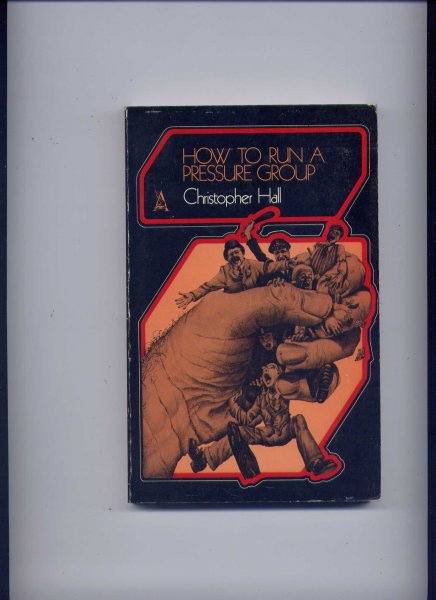 HOW TO RUN A
PRESSURE GROUP
Christopher Hall